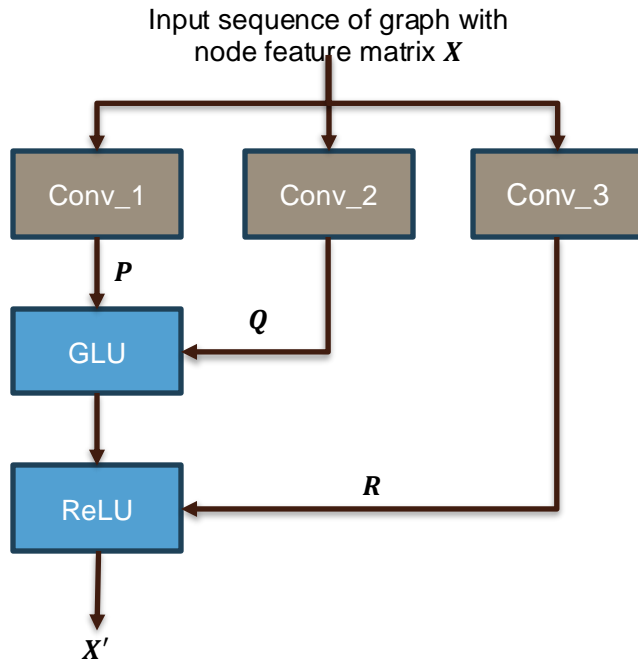 Input sequence of graph with
node feature matrix X
Conv_1
Conv_2
Conv_3
P
Q
GLU
R
ReLU
X′